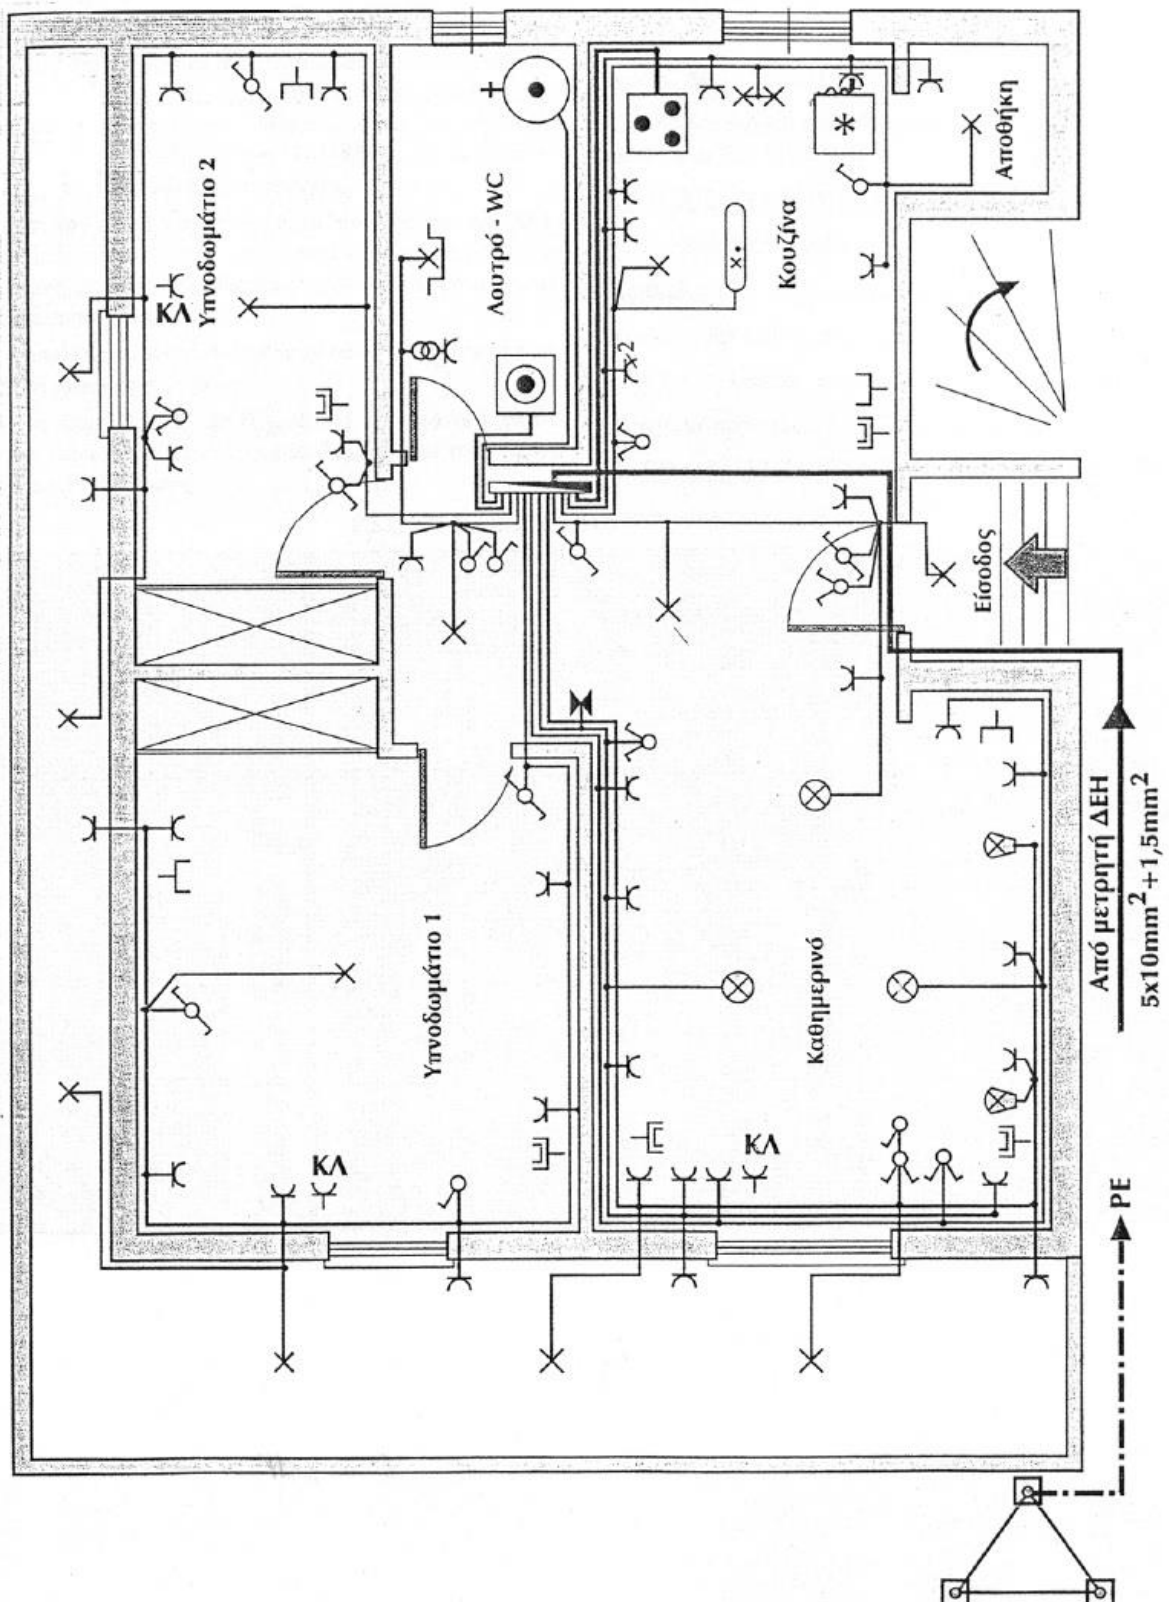 Υπνοδωμάτιο 2
ΚΛ
Λουτρό - WC
Κουζίνα
x2
Αποθήκη
Είσοδος
Υπνοδωμάτιο 1
ΚΛ
Καθημερινό
ΚΛ
Από μετρητή ΔΕΗ
5x10mm²+1,5mm²
PE